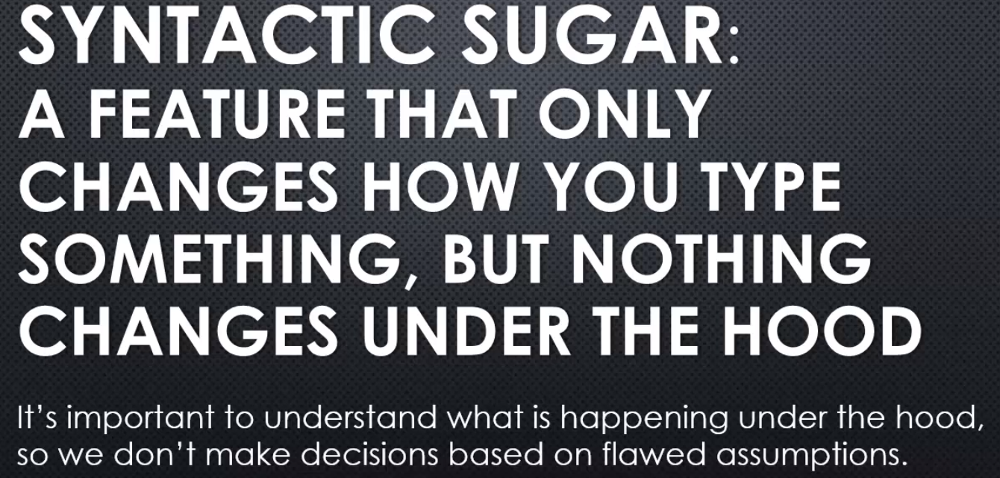 SYNTACTIC SUGAR:
A FEATURE THAT ONLY
CHANGES HOW YOU TYPE
SOMETHING, BUT NOTHING
CHANGES UNDER THE HOOD
It's important to understand what is happening under the hood,
so we don't make decisions based on flawed assumptions.